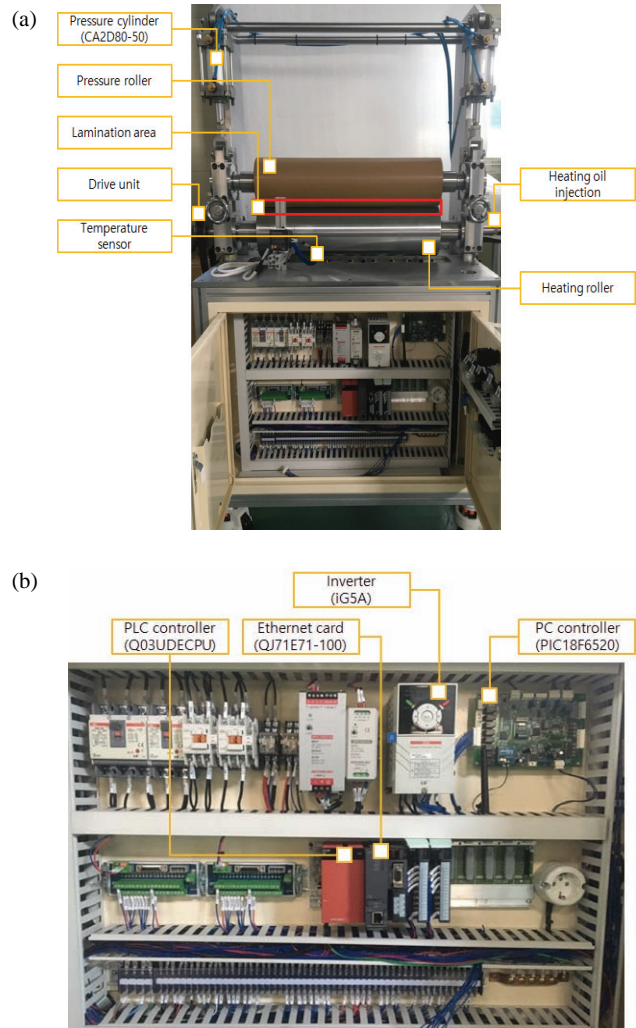 (a)
Pressure cylinder
(CA2D80-50)
Pressure roller
Lamination area
Drive unit
Temperature
sensor
Heating oil
injection
Heating roller
(b)
Inverter
(iG5A)
PLC controller
(Q03UDECPU)
Ethernet card
(QJ71E71-100)
PC controller
(PIC18F6520)